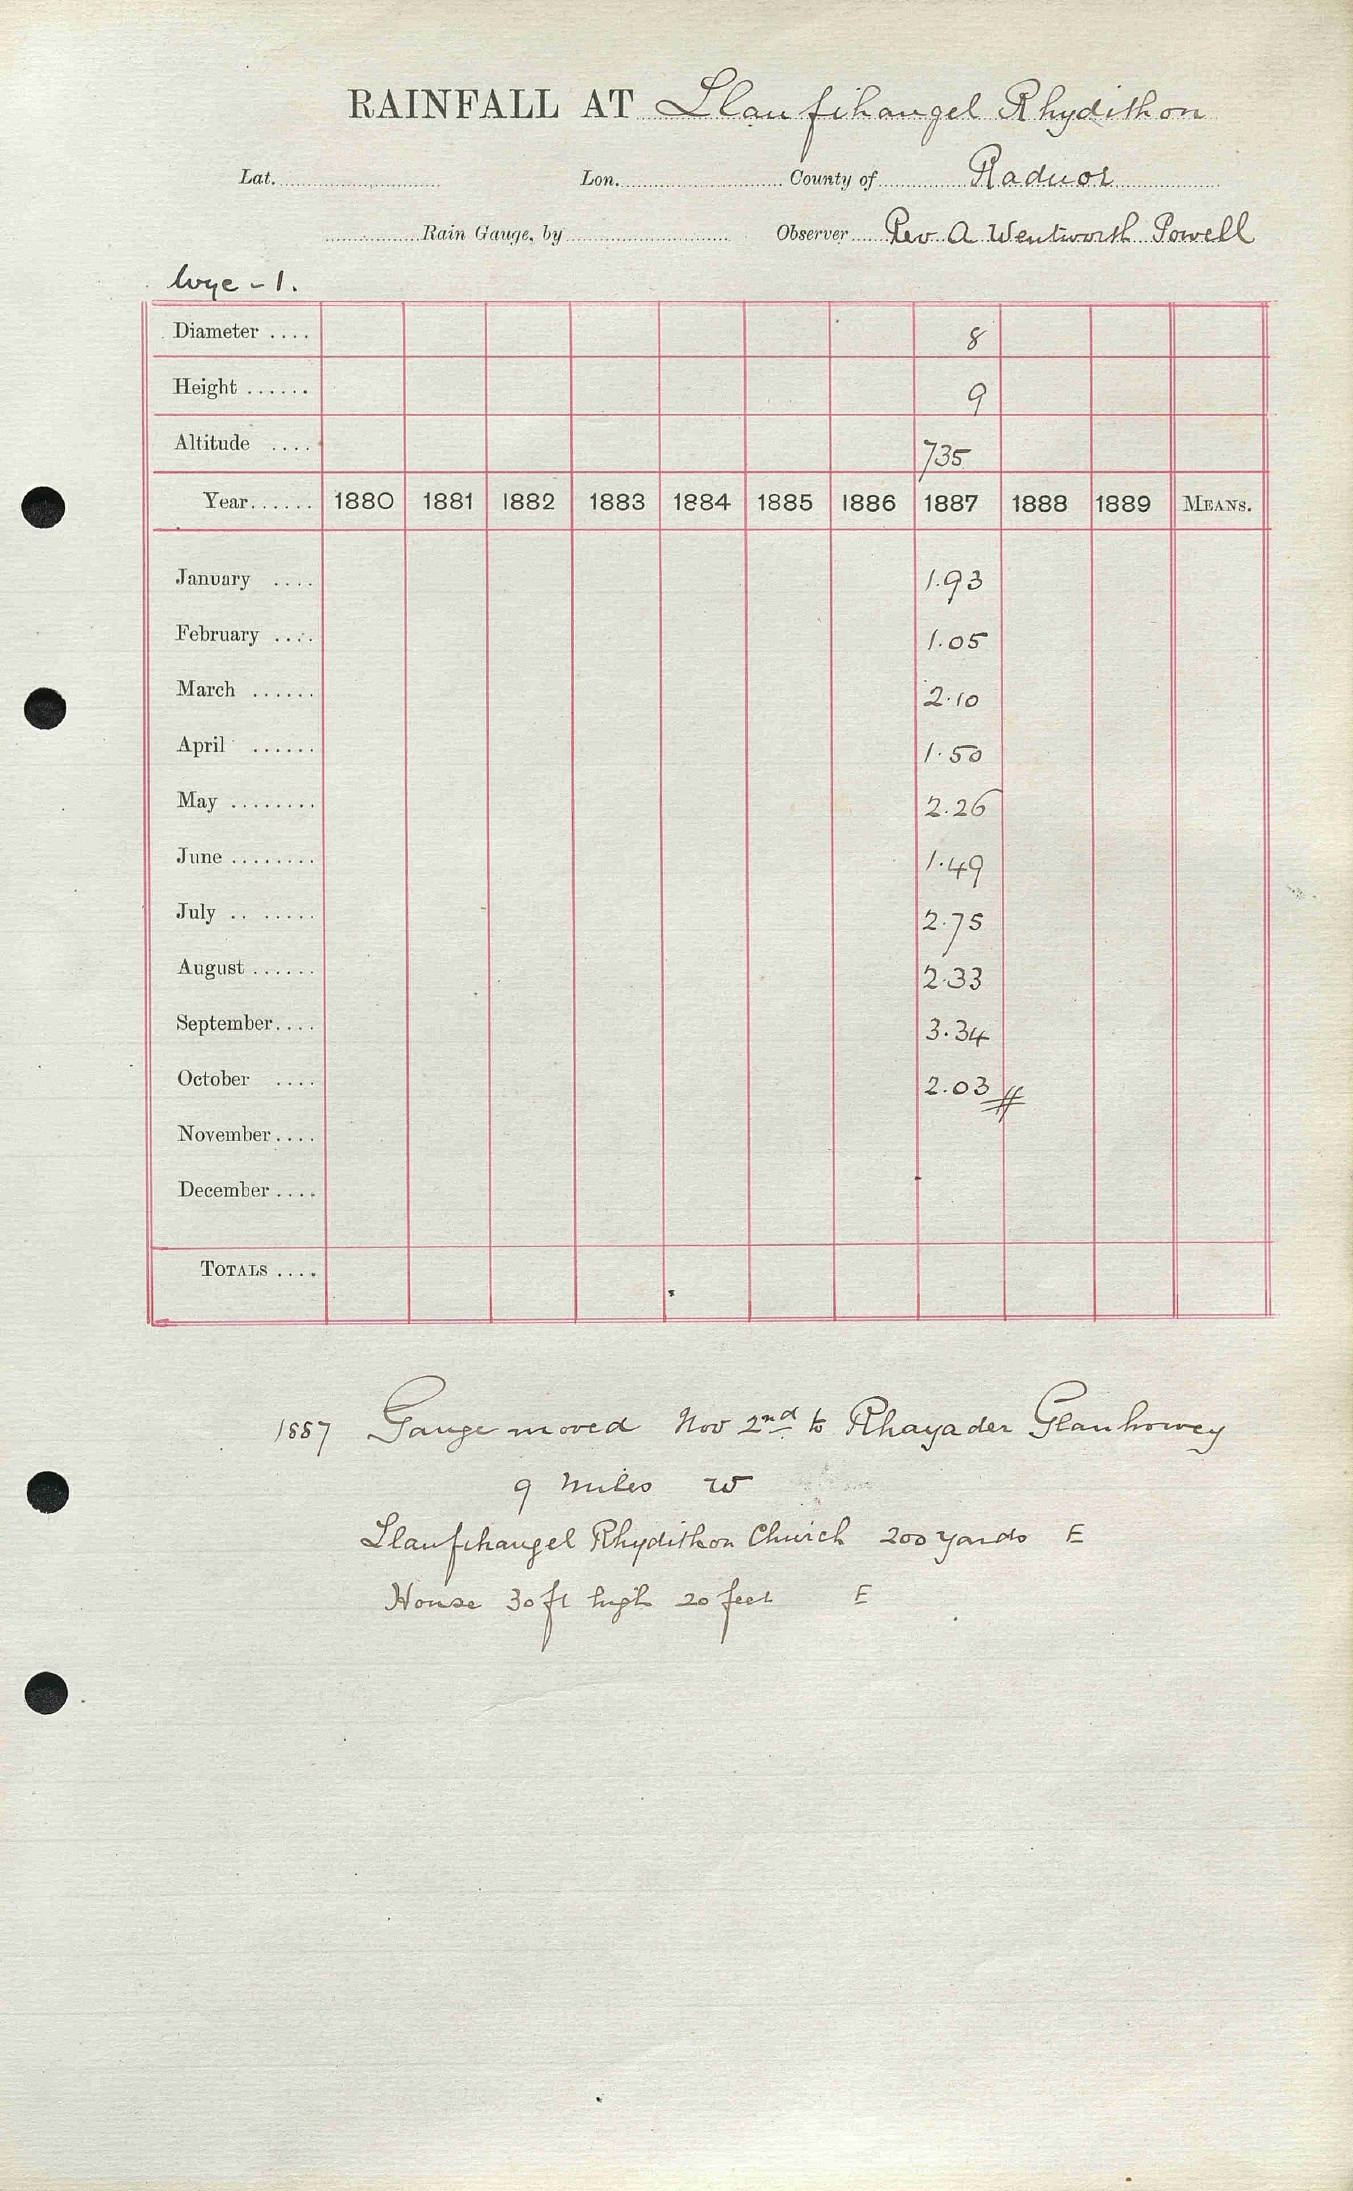 RAINFALL AT Llanfihangel Rhydithon
Lat. Lon. County of Radnor
Rain Gauge, by Observer Rev A Wentworth Powell
Wye - 1.
Diameter .... 8
Height ...... 9
Altitude .... 735
Year...... 1880 1881 1882 1883 1884 1885 1886 1887 1888 1889 MEANS.
January .... 1.93
February .... 1.05
March ...... 2.10
April ...... 1.50
May ........ 2.26
June ........ 1.49
July .. ..... 2.75
August ...... 2.33
September.... 3.34
October .... 2.03 #
November....
December....
TOTALS ....
1887 Gauge moved Nov 2nd to Rhayader Glanhowey
9 Miles W
Llanfihangel Rhydithon Church 200 yards E
House 30 ft high 20 feet E